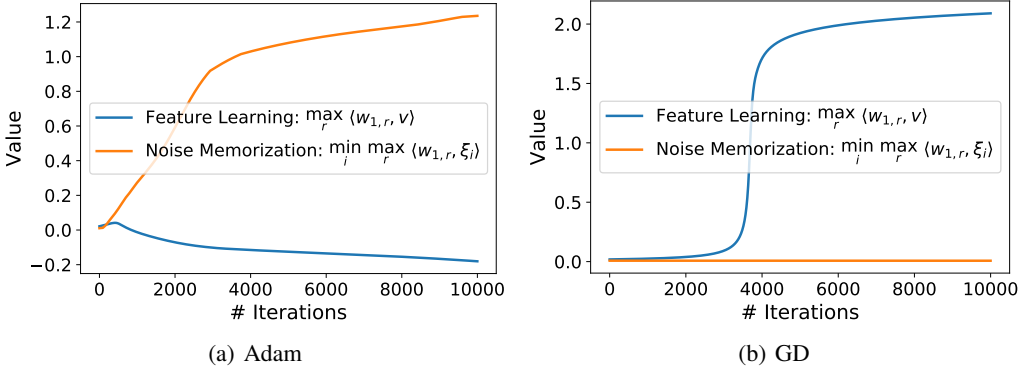 1.2
1.0
0.8
0.6
0.4
0.2
0.0
−0.2
Value
Feature Learning: max_r ⟨w_{1,r}, v⟩
Noise Memorization: min_i max_r ⟨w_{1,r}, ξ_i⟩
0 2000 4000 6000 8000 10000
# Iterations
(a) Adam
2.0
1.5
1.0
0.5
0.0
Value
Feature Learning: max_r ⟨w_{1,r}, v⟩
Noise Memorization: min_i max_r ⟨w_{1,r}, ξ_i⟩
0 2000 4000 6000 8000 10000
# Iterations
(b) GD